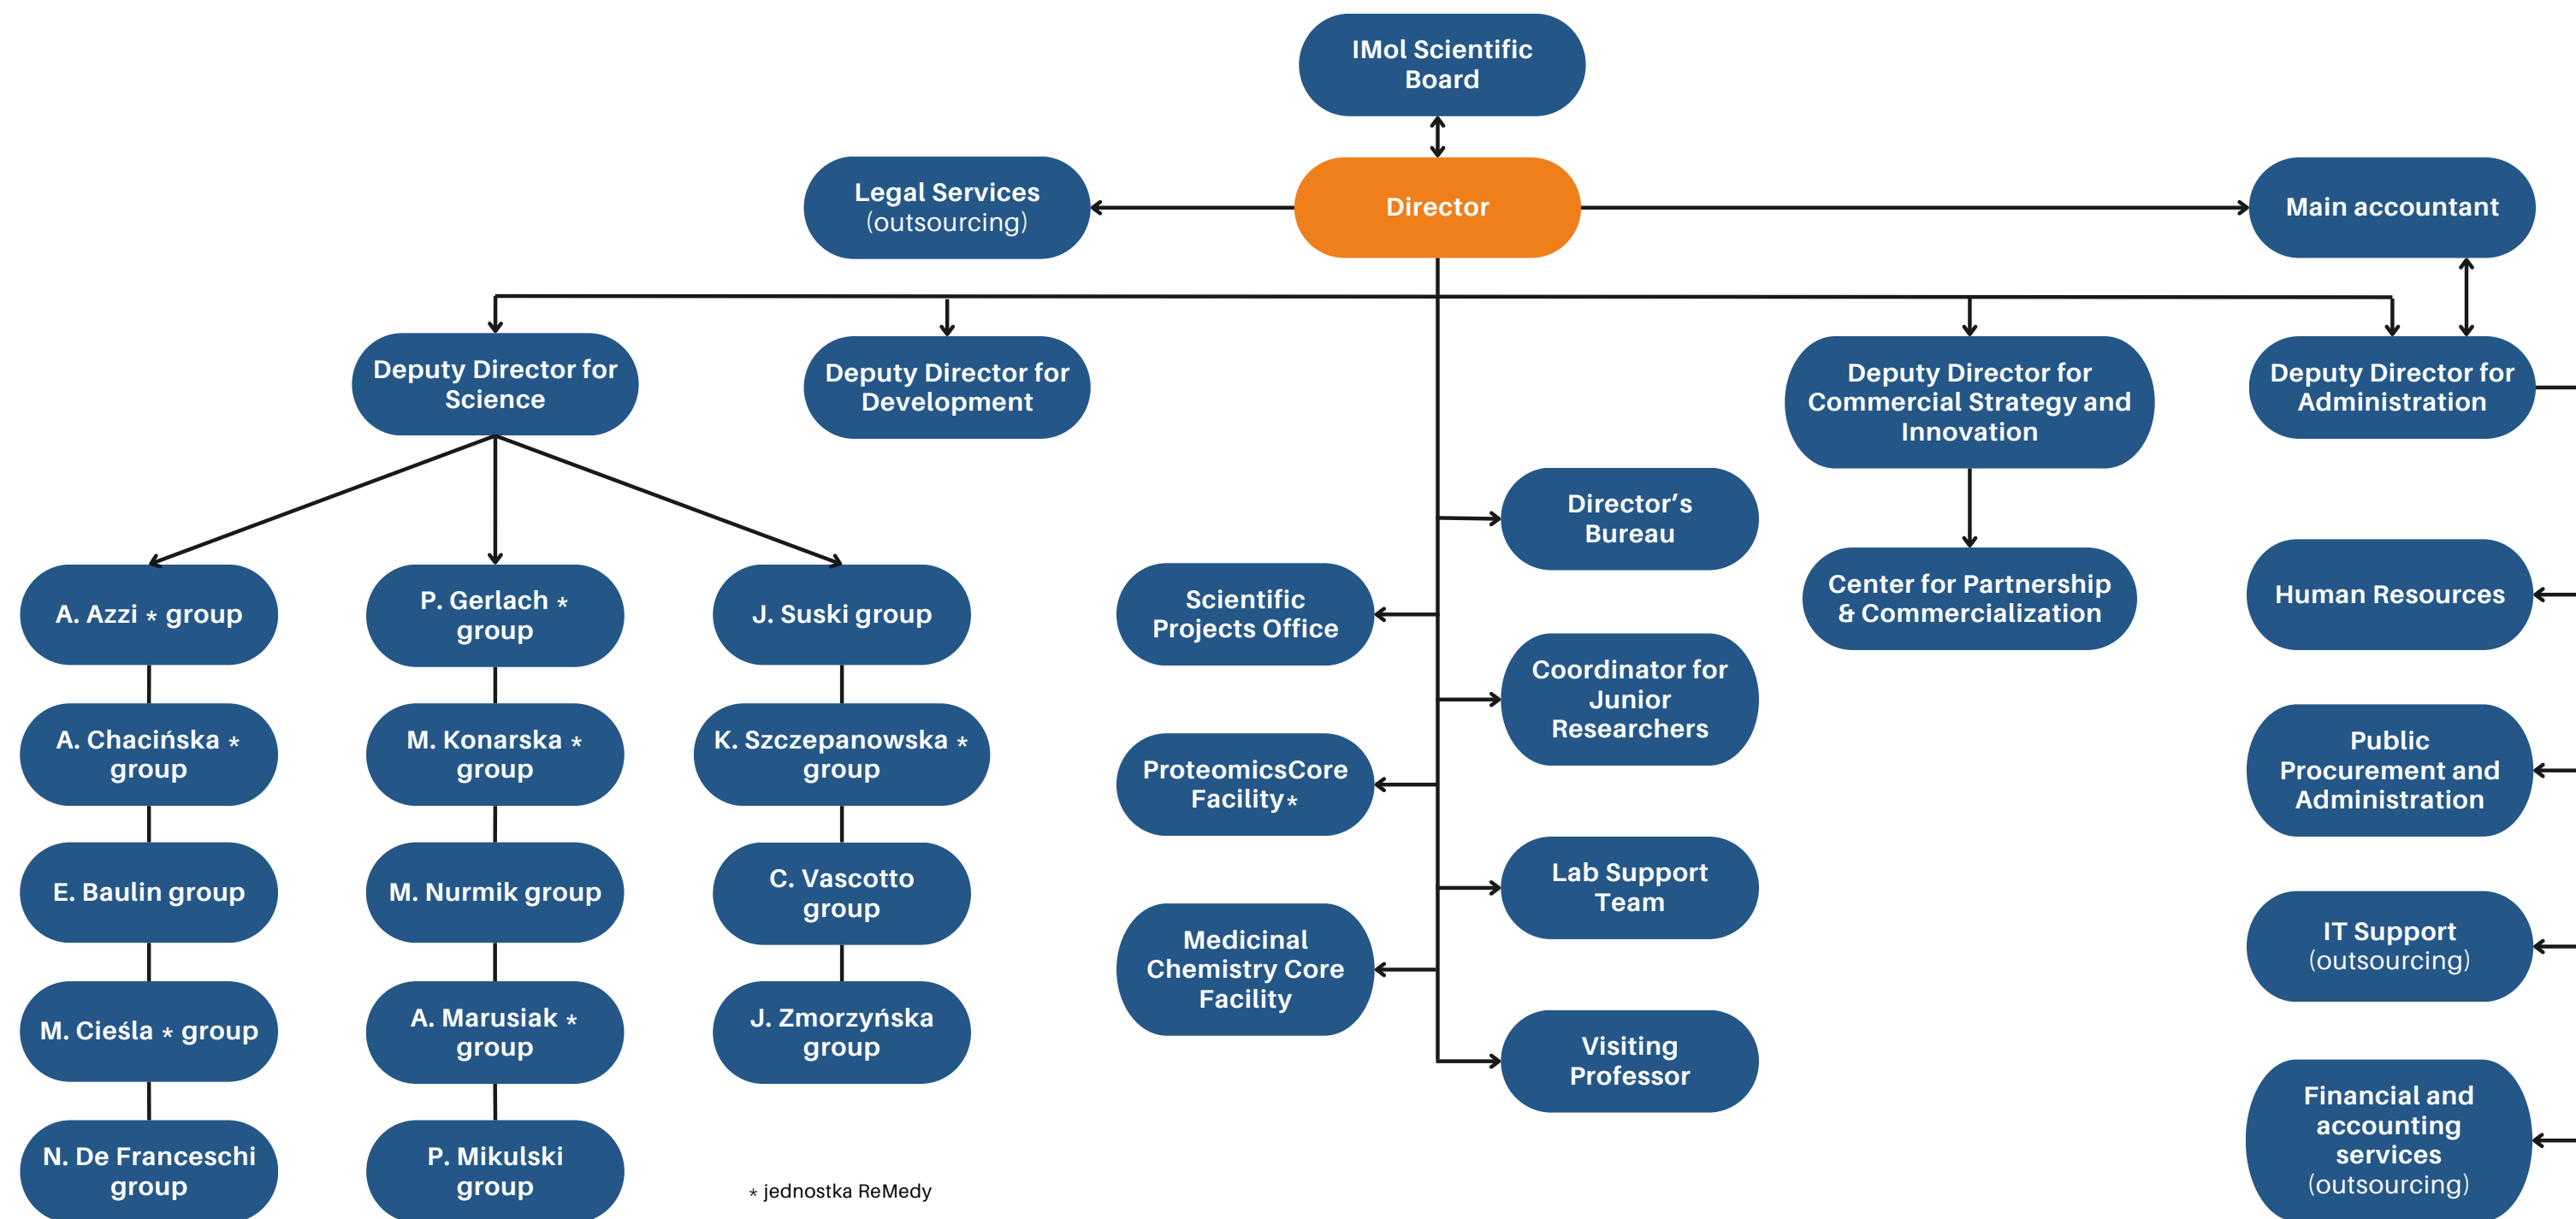 IMol Scientific
Board
Legal Services
(outsourcing)
Director
Main accountant
Deputy Director for
Science
Deputy Director for
Development
Deputy Director for
Commercial Strategy and
Innovation
Deputy Director for
Administration
A. Azzi * group
A. Chacińska *
group
E. Baulin group
M. Cieśla * group
N. De Franceschi
group
P. Gerlach *
group
M. Konarska *
group
M. Nurmik group
A. Marusiak *
group
P. Mikulski
group
J. Suski group
K. Szczepanowska *
group
C. Vascotto
group
J. Zmorzyńska
group
* jednostka ReMedy
Scientific
Projects Office
ProteomicsCore
Facility*
Medicinal
Chemistry Core
Facility
Director’s
Bureau
Coordinator for
Junior
Researchers
Lab Support
Team
Visiting
Professor
Center for Partnership
& Commercialization
Human Resources
Public
Procurement and
Administration
IT Support
(outsourcing)
Financial and
accounting
services
(outsourcing)